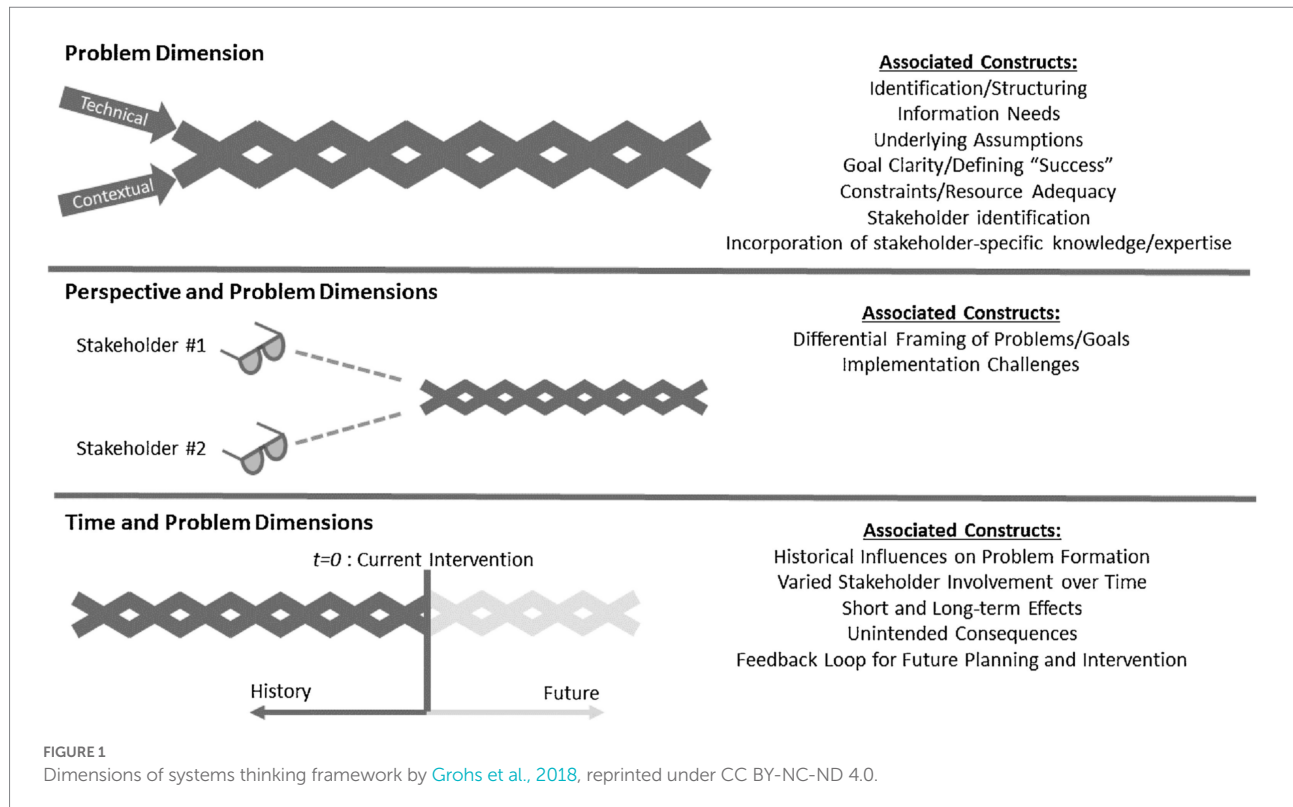 Problem Dimension
Technical
Contextual
Associated Constructs:
Identification/Structuring
Information Needs
Underlying Assumptions
Goal Clarity/Defining “Success”
Constraints/Resource Adequacy
Stakeholder identification
Incorporation of stakeholder-specific knowledge/expertise
Perspective and Problem Dimensions
Stakeholder #1
Stakeholder #2
Associated Constructs:
Differential Framing of Problems/Goals
Implementation Challenges
Time and Problem Dimensions
t=0 : Current Intervention
History
Future
Associated Constructs:
Historical Influences on Problem Formation
Varied Stakeholder Involvement over Time
Short and Long-term Effects
Unintended Consequences
Feedback Loop for Future Planning and Intervention
FIGURE 1
Dimensions of systems thinking framework by Grohs et al., 2018, reprinted under CC BY-NC-ND 4.0.